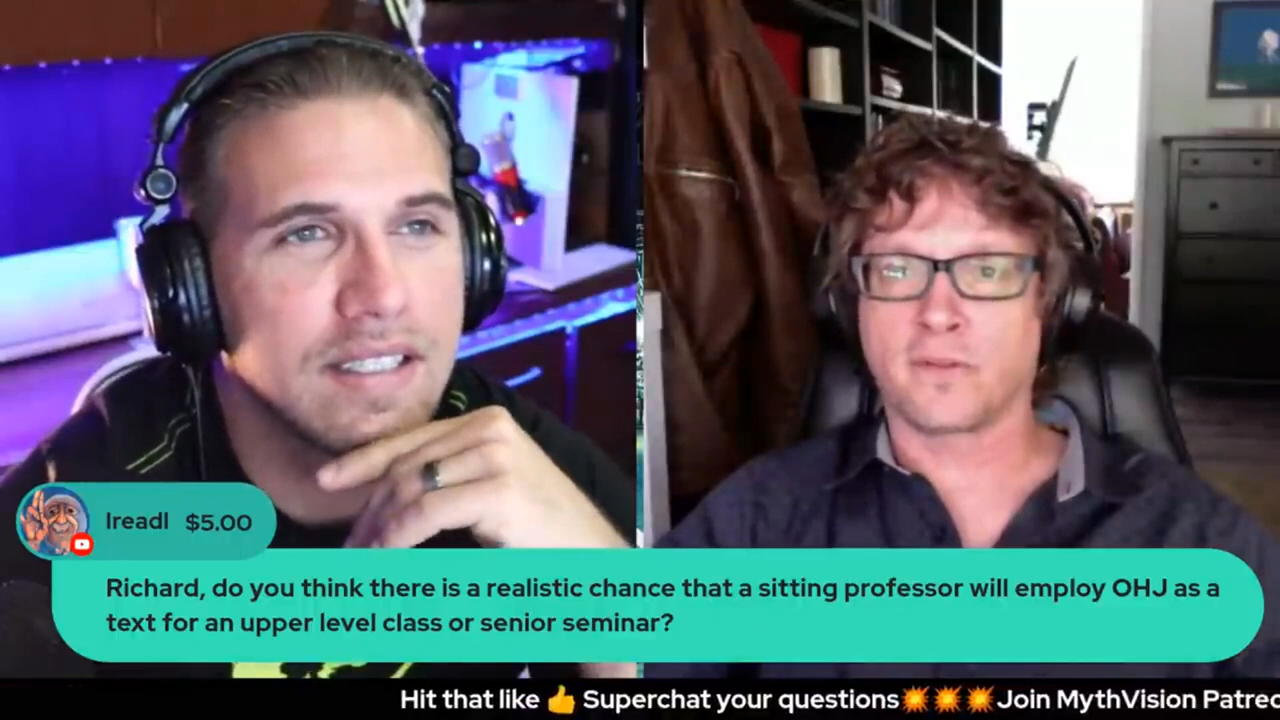 lreadl $5.00
Richard, do you think there is a realistic chance that a sitting professor will employ OHJ as a
text for an upper level class or senior seminar?
Hit that like 👍 Superchat your questions💥💥💥Join MythVision Patreo